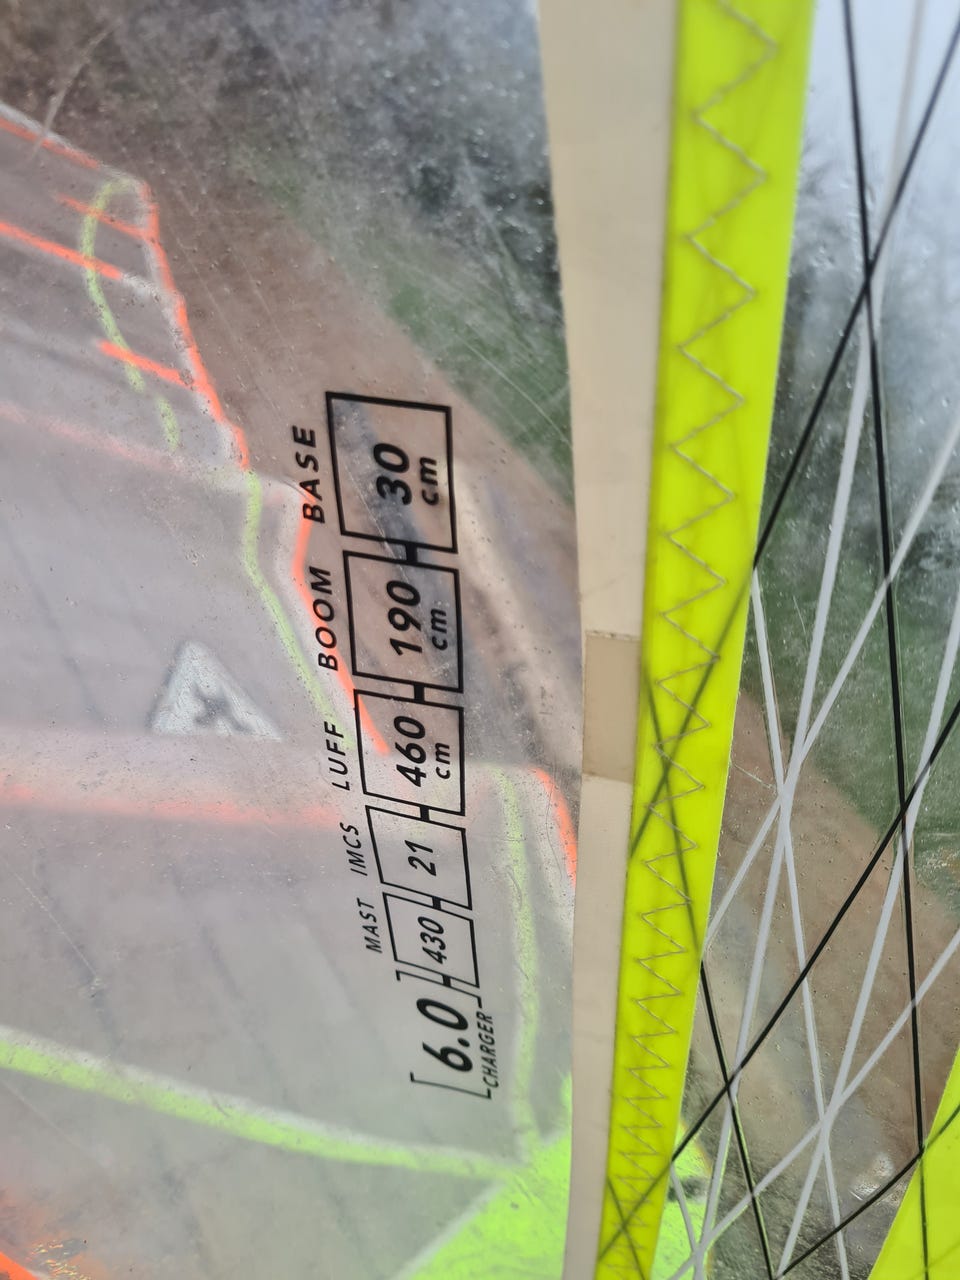 MAST IMCS LUFF BOOM BASE
6.0 430 21 460 190 30
CHARGER cm cm cm